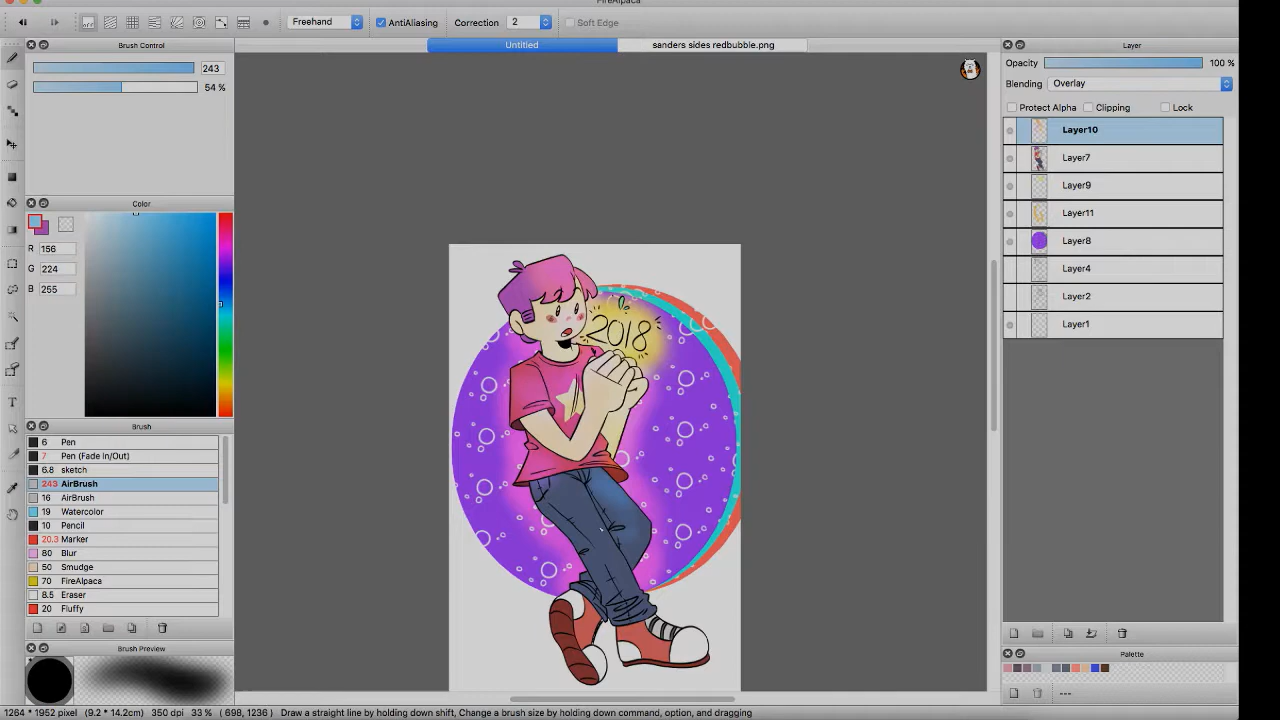 FireAlpaca
off
Freehand
AntiAliasing
Correction
2
Soft Edge
Brush Control
Untitled
sanders sides redbubble.png
Layer
243
54 %
Opacity
100 %
Blending
Overlay
Protect Alpha
Clipping
Lock
Layer10
Layer7
Layer9
Layer11
Layer8
Layer4
Layer2
Layer1
Color
R 156
G 224
B 255
2018
Brush
6 Pen
7 Pen (Fade In/Out)
6.8 sketch
243 AirBrush
16 AirBrush
19 Watercolor
10 Pencil
20.3 Marker
80 Blur
50 Smudge
70 FireAlpaca
8.5 Eraser
20 Fluffy
Brush Preview
Palette
---
1264 * 1952 pixel (9.2 * 14.2cm) 350 dpi 33 % ( 698, 1236 ) Draw a straight line by holding down shift, Change a brush size by holding down command, option, and dragging